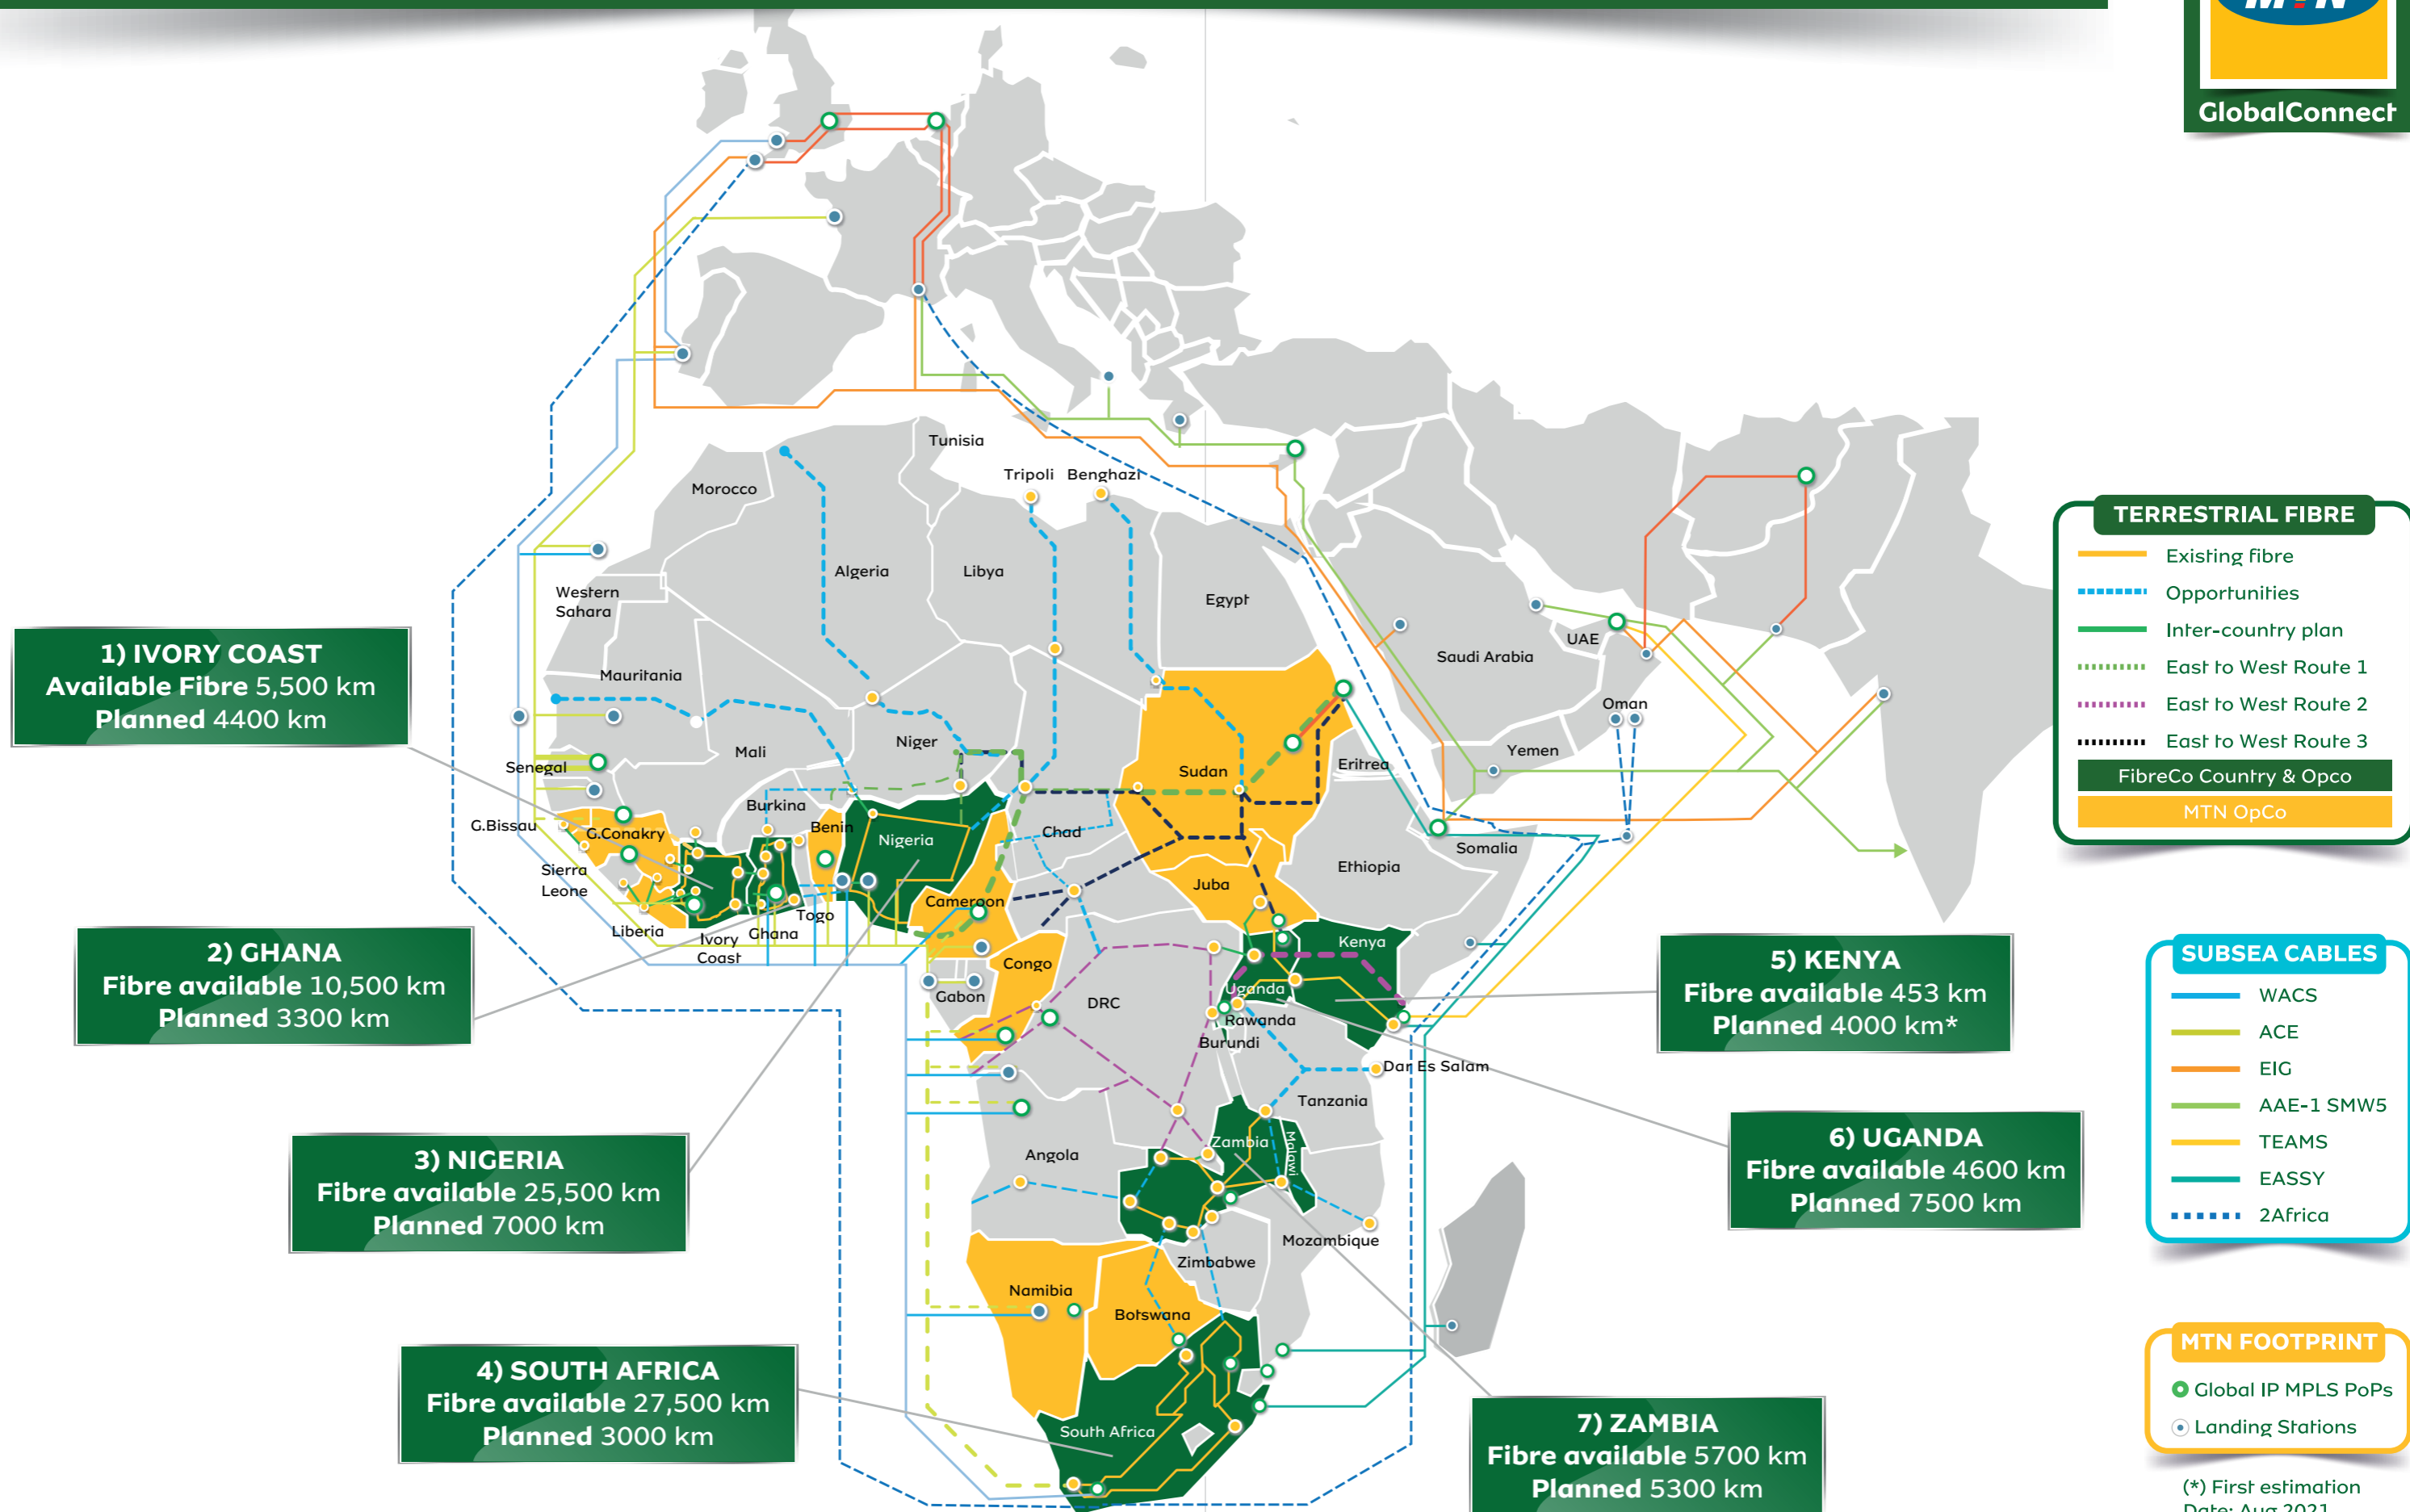 MTN
GlobalConnect
Tunisia
Tripoli
Benghazi
Morocco
Algeria
Libya
Egypt
Western
Sahara
Mauritania
Mali
Niger
Senegal
Burkina
Benin
Nigeria
Chad
Sudan
Eritrea
Saudi Arabia
UAE
Oman
Yemen
Somalia
Ethiopia
Juba
G.Bissau
G.Conakry
Sierra
Leone
Liberia
Ivory
Coast
Ghana
Togo
Cameroon
Congo
Gabon
DRC
Kenya
Uganda
Rawanda
Burundi
Dar Es Salam
Tanzania
Angola
Zambia
Malawi
Mozambique
Zimbabwe
Namibia
Botswana
South Africa
1) IVORY COAST
Available Fibre 5,500 km
Planned 4400 km
2) GHANA
Fibre available 10,500 km
Planned 3300 km
3) NIGERIA
Fibre available 25,500 km
Planned 7000 km
4) SOUTH AFRICA
Fibre available 27,500 km
Planned 3000 km
5) KENYA
Fibre available 453 km
Planned 4000 km*
6) UGANDA
Fibre available 4600 km
Planned 7500 km
7) ZAMBIA
Fibre available 5700 km
Planned 5300 km
TERRESTRIAL FIBRE
Existing fibre
Opportunities
Inter-country plan
East to West Route 1
East to West Route 2
East to West Route 3
FibreCo Country & Opco
MTN OpCo
SUBSEA CABLES
WACS
ACE
EIG
AAE-1 SMW5
TEAMS
EASSY
2Africa
MTN FOOTPRINT
Global IP MPLS PoPs
Landing Stations
(*) First estimation
Date: Aug 2021